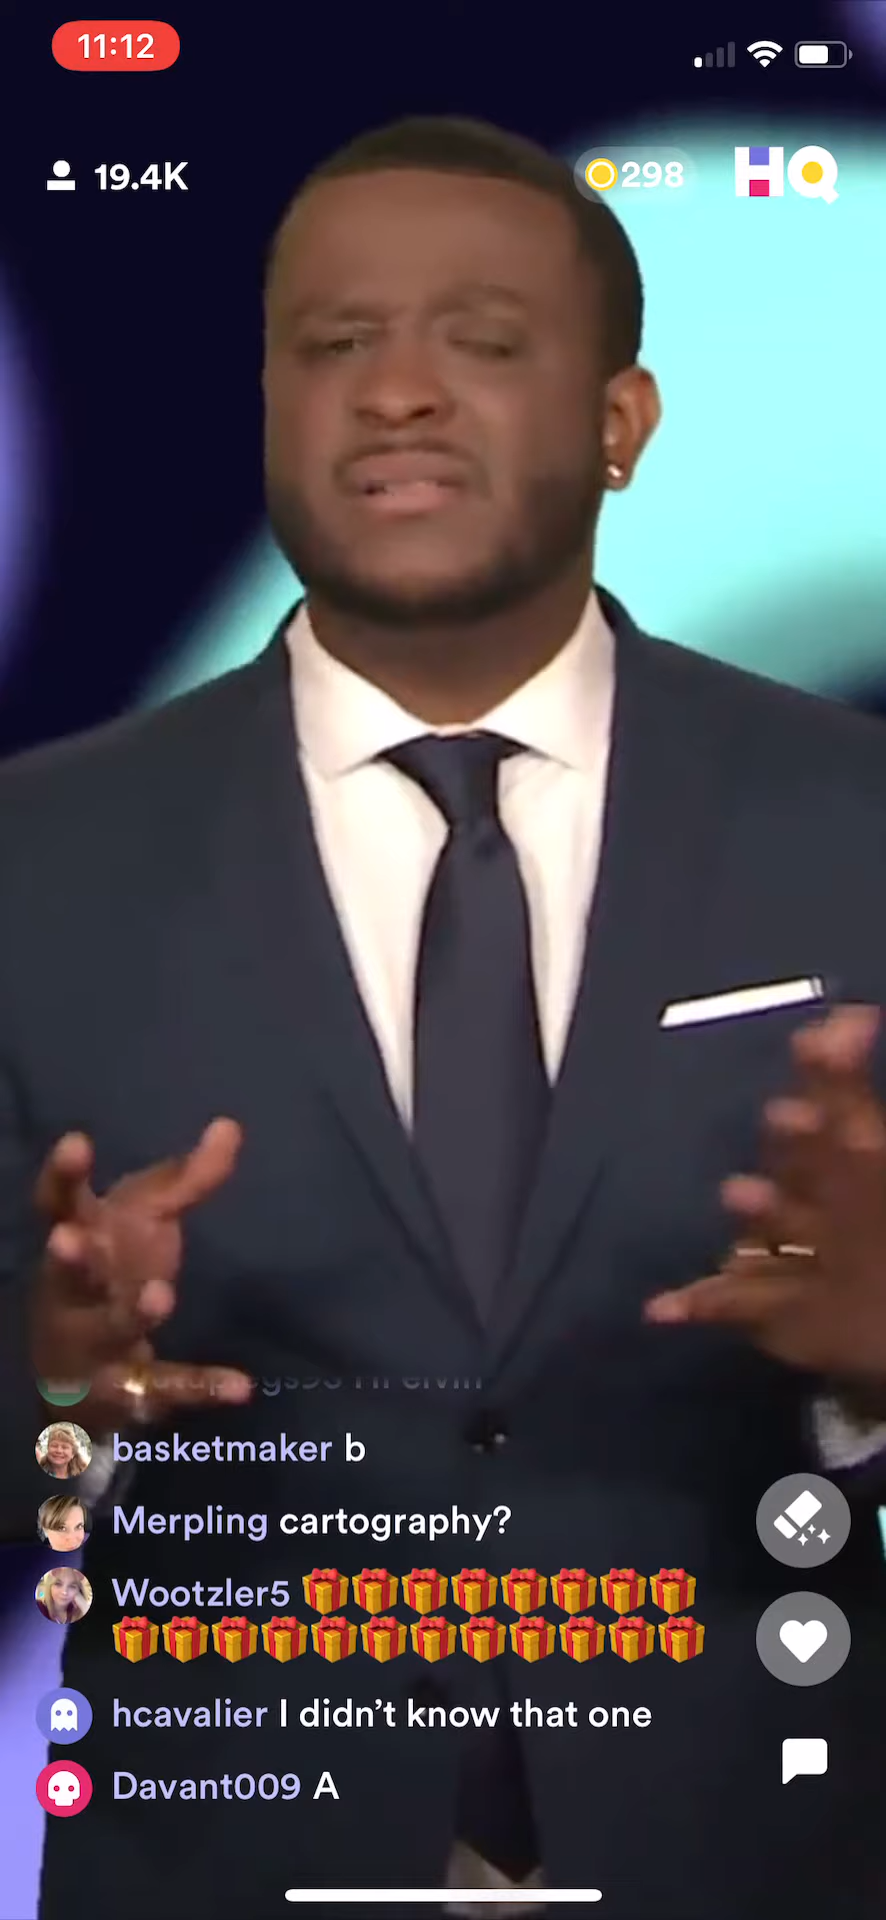 11:12
19.4K
298
HQ
basketmaker b
Merpling cartography?
Wootzler5 🎁🎁🎁🎁🎁🎁🎁🎁
🎁🎁🎁🎁🎁🎁🎁🎁🎁🎁🎁🎁
hcavalier I didn’t know that one
Davant009 A